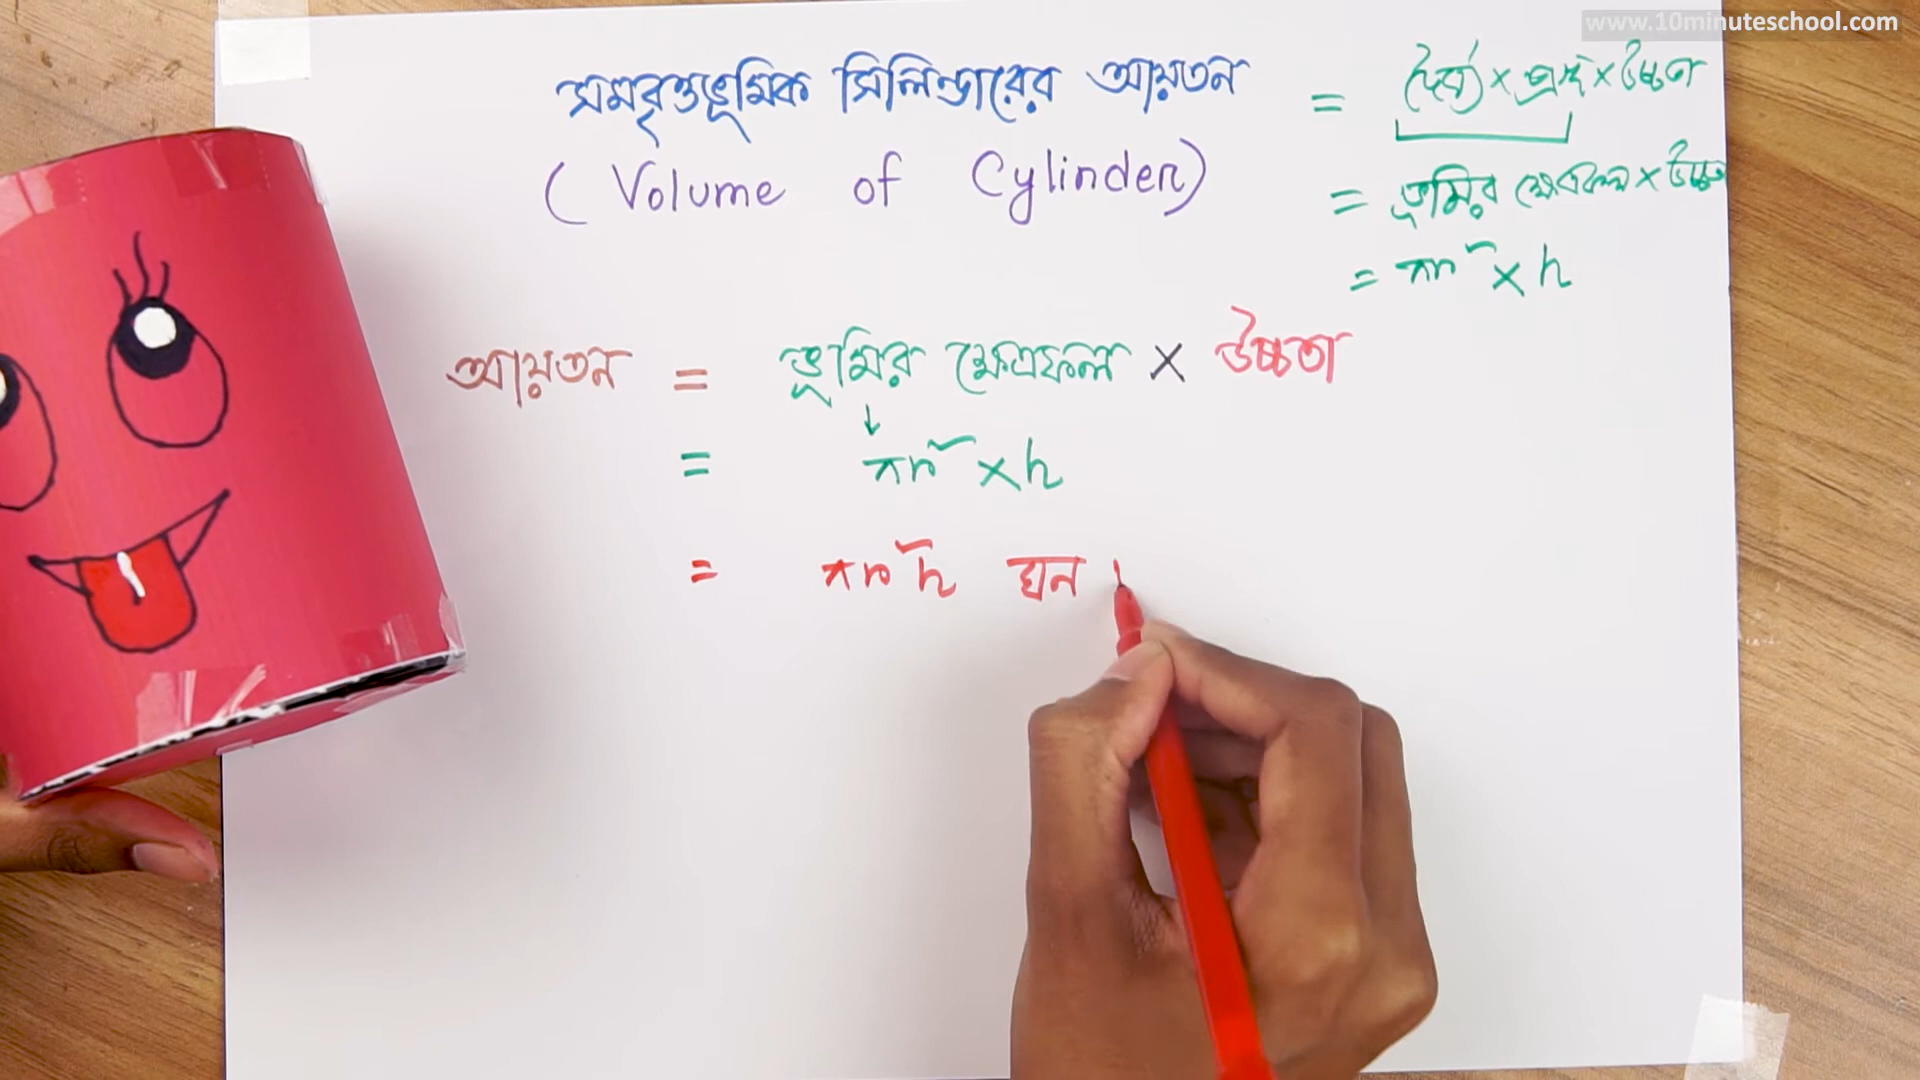 www.10minuteschool.com
সমবৃত্তভূমিক সিলিন্ডারের আয়তন
(Volume of Cylinder)
= দৈর্ঘ্য × প্রস্থ × উচ্চতা
= ভূমির ক্ষেত্রফল × উচ্চতা
= πr² × h
আয়তন = ভূমির ক্ষেত্রফল × উচ্চতা
↓
= πr² × h
= πr²h ঘন